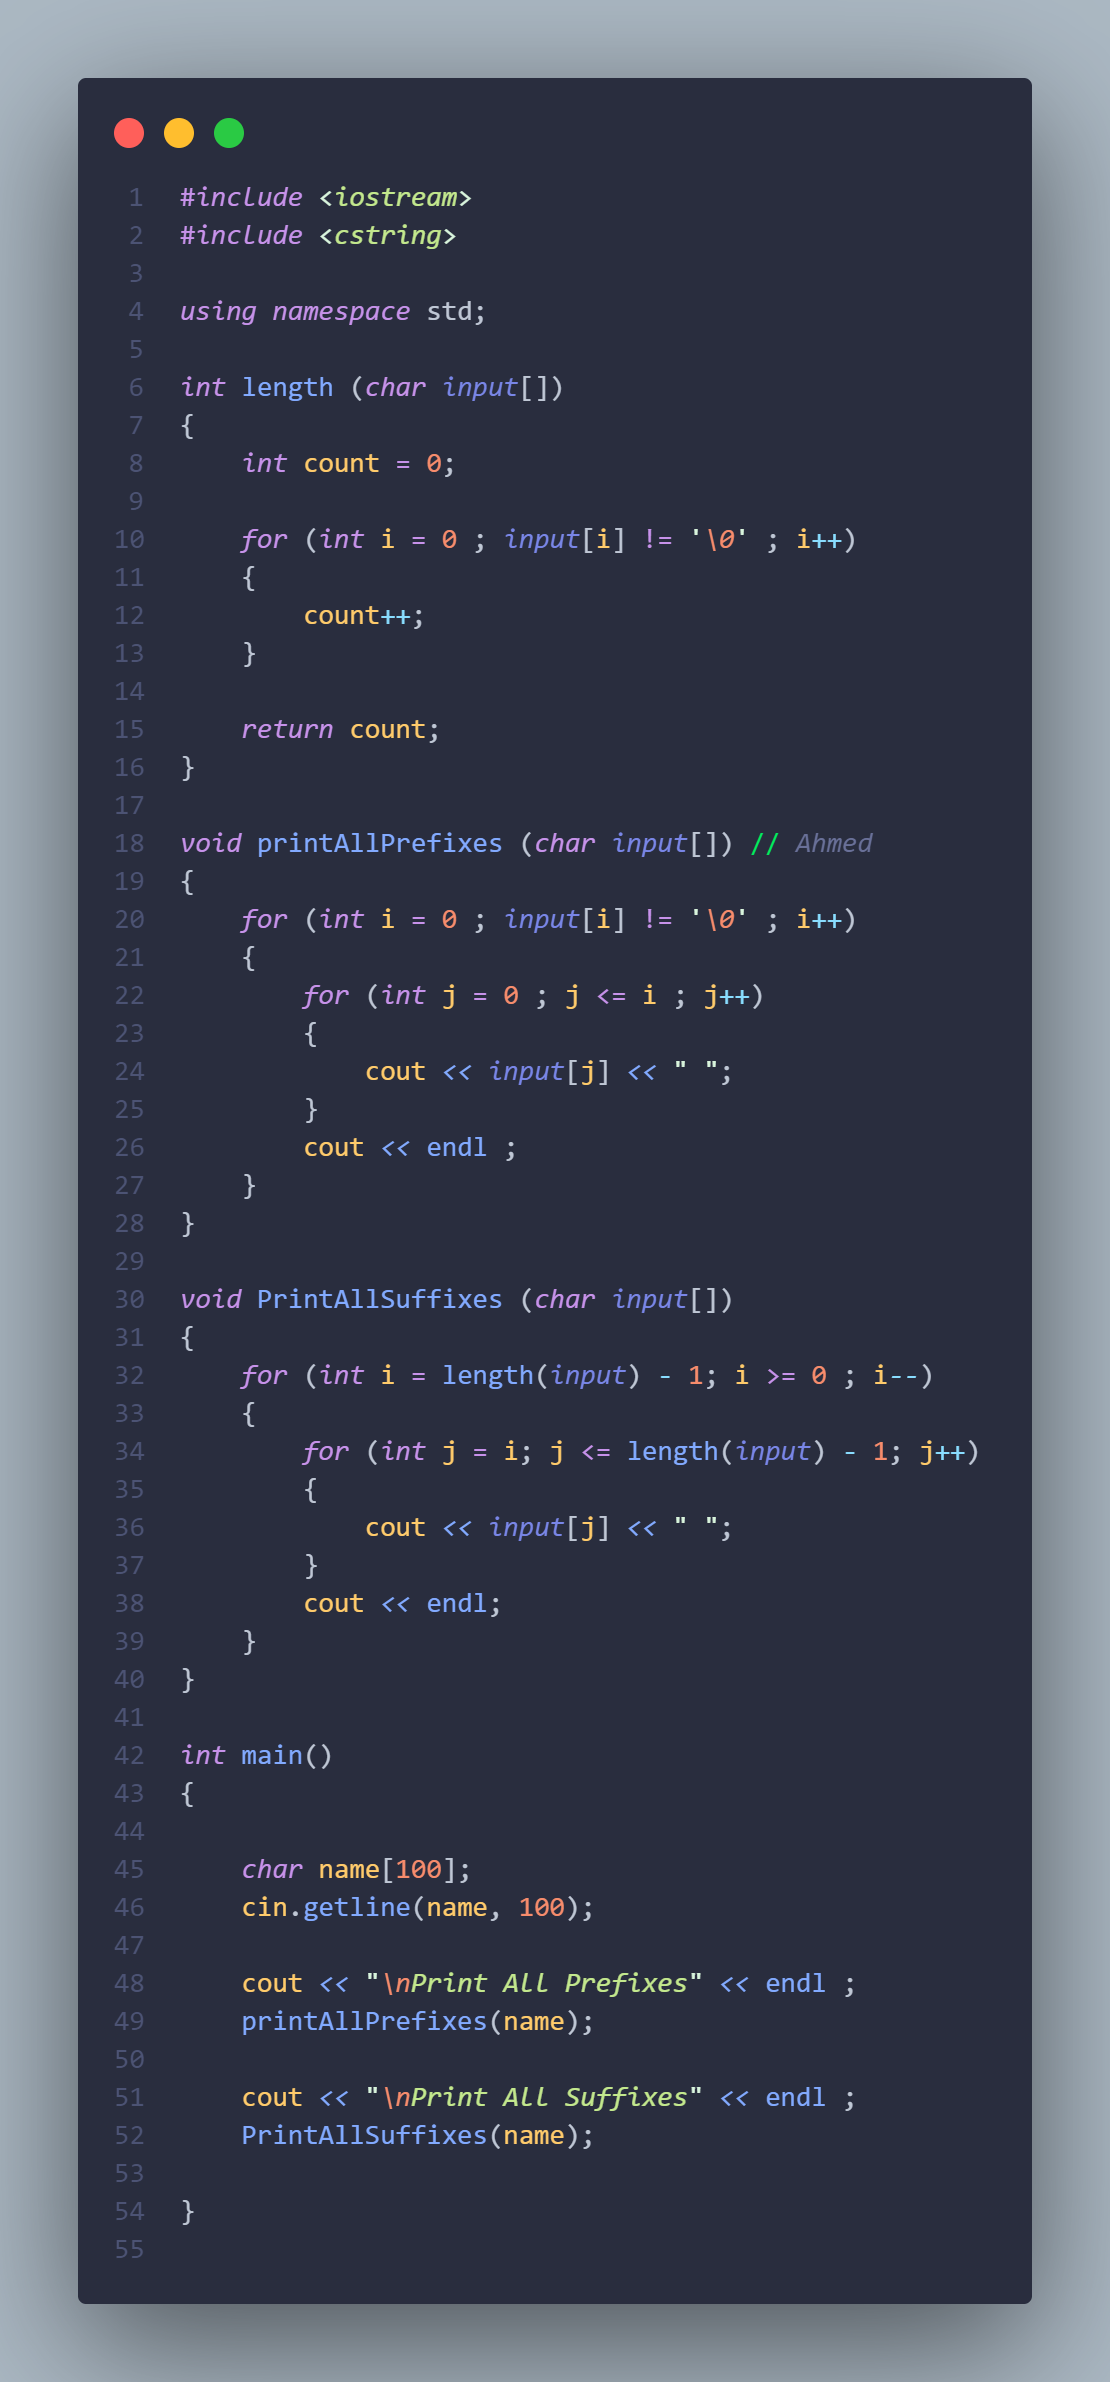 1 #include <iostream>
2 #include <cstring>
3
4 using namespace std;
5
6 int length (char input[])
7 {
8     int count = 0;
9
10     for (int i = 0 ; input[i] != '\0' ; i++)
11     {
12         count++;
13     }
14
15     return count;
16 }
17
18 void printAllPrefixes (char input[]) // Ahmed
19 {
20     for (int i = 0 ; input[i] != '\0' ; i++)
21     {
22         for (int j = 0 ; j <= i ; j++)
23         {
24             cout << input[j] << " ";
25         }
26         cout << endl ;
27     }
28 }
29
30 void PrintAllSuffixes (char input[])
31 {
32     for (int i = length(input) - 1; i >= 0 ; i--)
33     {
34         for (int j = i; j <= length(input) - 1; j++)
35         {
36             cout << input[j] << " ";
37         }
38         cout << endl;
39     }
40 }
41
42 int main()
43 {
44
45     char name[100];
46     cin.getline(name, 100);
47
48     cout << "\nPrint All Prefixes" << endl ;
49     printAllPrefixes(name);
50
51     cout << "\nPrint All Suffixes" << endl ;
52     PrintAllSuffixes(name);
53
54 }
55